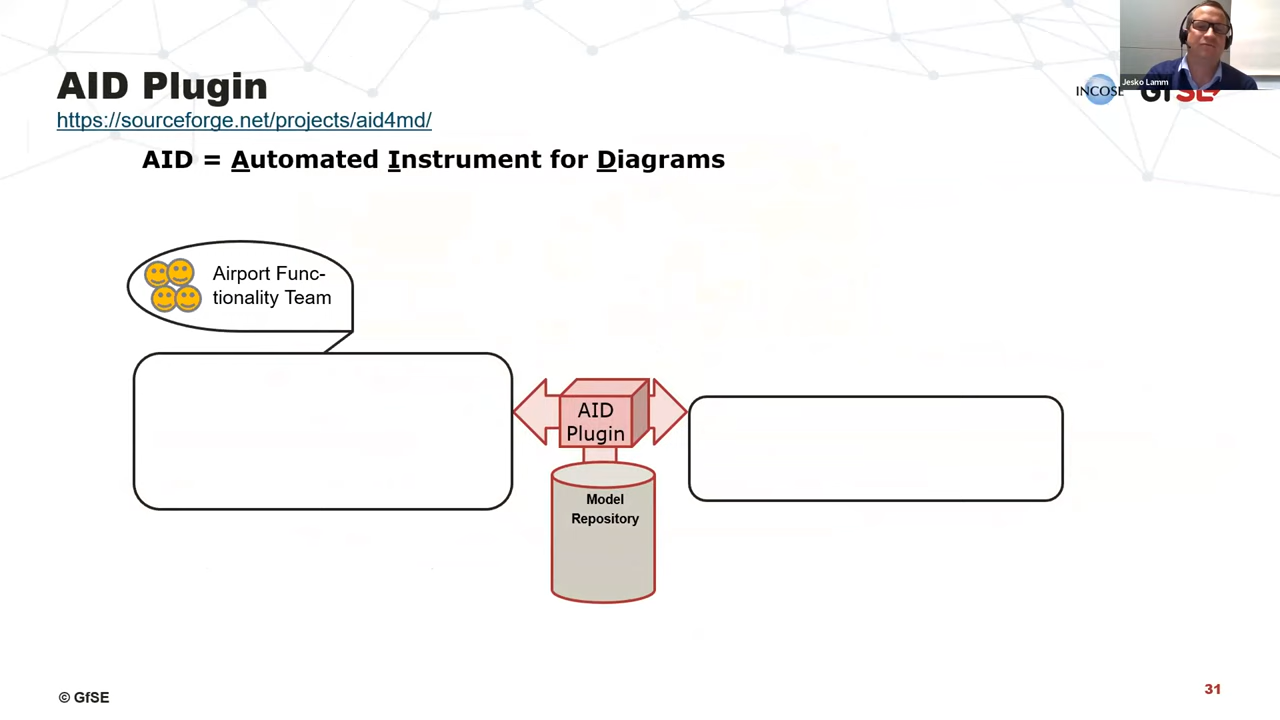 AID Plugin
https://sourceforge.net/projects/aid4md/
AID = Automated Instrument for Diagrams
Jesko Lamm
INCOSE
GfSE
Airport Func-
tionality Team
AID
Plugin
Model
Repository
© GfSE
31